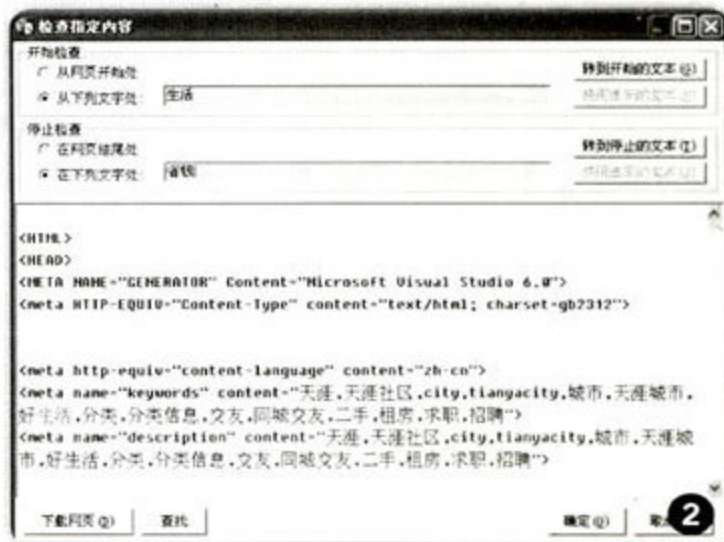 检查指定内容
开始检查
从网页开始处
转到开始的文本(G)
从下列文字处:
生活
停止检查
在网页结尾处
转到停止的文本(T)
在下列文字处:
省钱
<HTML>
<HEAD>
<META NAME="GENERATOR" Content="Microsoft Visual Studio 6.0">
<meta HTTP-EQUIV="Content-Type" content="text/html; charset=gb2312">
<meta http-equiv="content-language" content="zh-cn">
<meta name="keywords" content="天涯,天涯社区,city,tianyacity,城市,天涯城市,
好生活,分类,分类信息,交友,同城交友,二手,租房,求职,招聘">
<meta name="description" content="天涯,天涯社区,city,tianyacity,城市,天涯城
市,好生活,分类,分类信息,交友,同城交友,二手,租房,求职,招聘">
下载网页(D)
查找
确定(O)
2